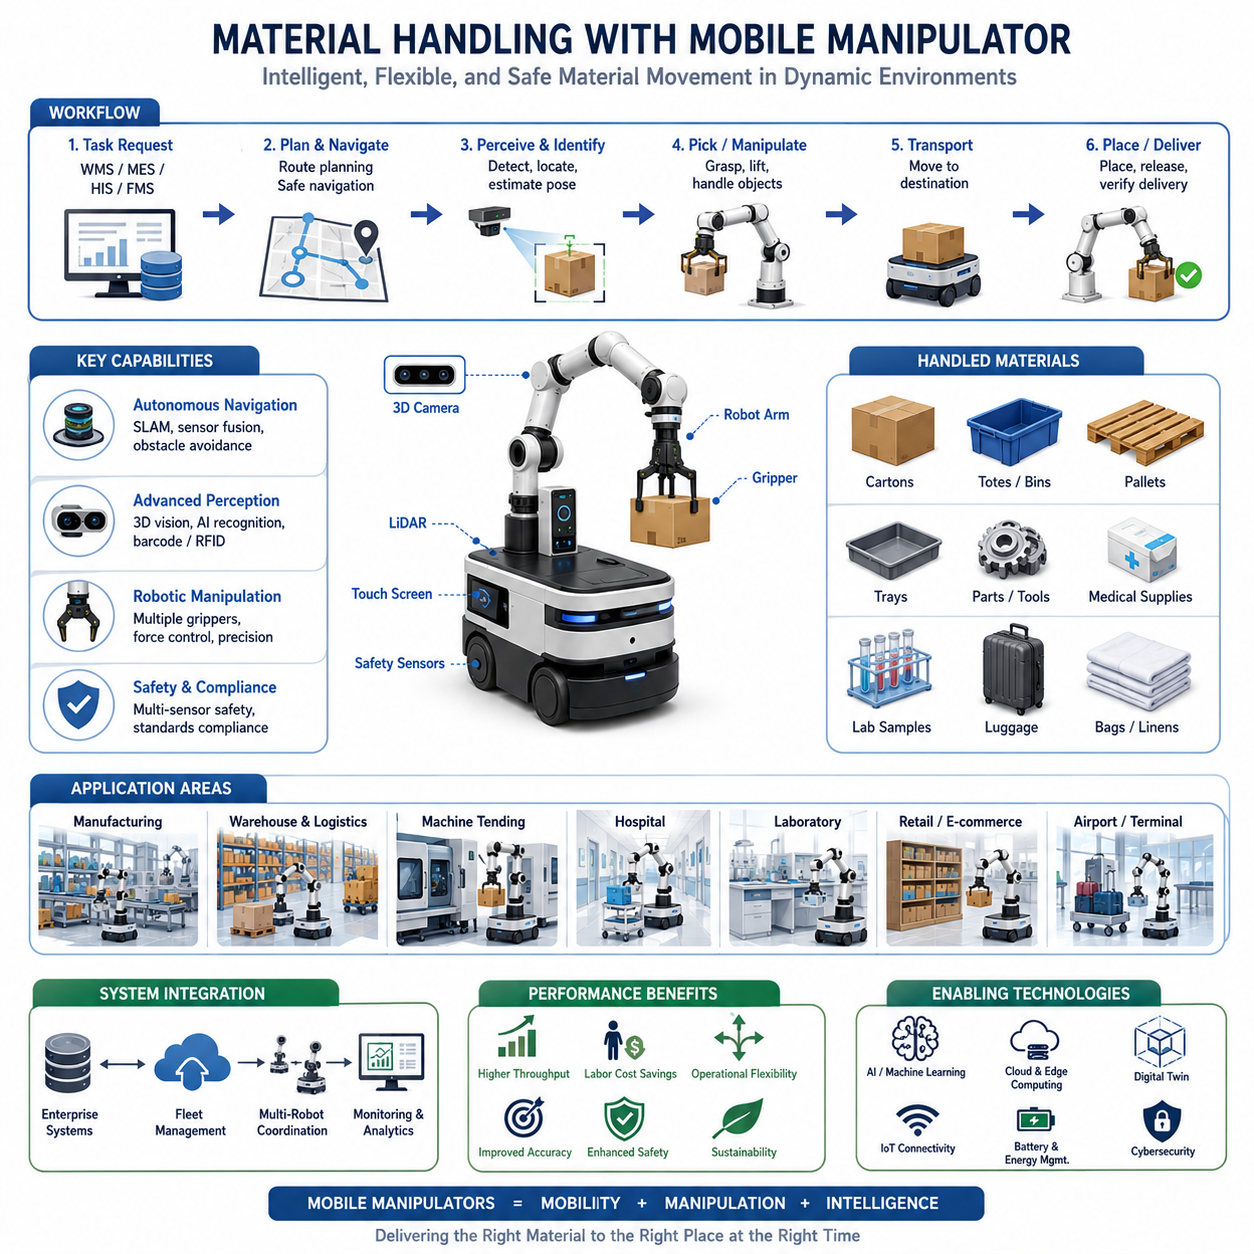 MATERIAL HANDLING WITH MOBILE MANIPULATOR
Intelligent, Flexible, and Safe Material Movement in Dynamic Environments
WORKFLOW
1. Task Request
WMS / MES /
HIS / FMS
2. Plan & Navigate
Route planning
Safe navigation
3. Perceive & Identify
Detect, locate,
estimate pose
4. Pick / Manipulate
Grasp, lift,
handle objects
5. Transport
Move to
destination
6. Place / Deliver
Place, release,
verify delivery
KEY CAPABILITIES
Autonomous Navigation
SLAM, sensor fusion,
obstacle avoidance
Advanced Perception
3D vision, AI recognition,
barcode / RFID
Robotic Manipulation
Multiple grippers,
force control, precision
Safety & Compliance
Multi-sensor safety,
standards compliance
3D Camera
Robot Arm
Gripper
LiDAR
Touch Screen
Safety Sensors
HANDLED MATERIALS
Cartons
Totes / Bins
Pallets
Trays
Parts / Tools
Medical Supplies
Lab Samples
Luggage
Bags / Linens
APPLICATION AREAS
Manufacturing
Warehouse & Logistics
Machine Tending
Hospital
Laboratory
Retail / E-commerce
Airport / Terminal
SYSTEM INTEGRATION
Enterprise
Systems
Fleet
Management
Multi-Robot
Coordination
Monitoring &
Analytics
PERFORMANCE BENEFITS
Higher Throughput
Labor Cost Savings
Operational Flexibility
Improved Accuracy
Enhanced Safety
Sustainability
ENABLING TECHNOLOGIES
AI / Machine Learning
Cloud & Edge
Computing
Digital Twin
IoT Connectivity
Battery &
Energy Mgmt.
Cybersecurity
MOBILE MANIPULATORS = MOBILITY + MANIPULATION + INTELLIGENCE
Delivering the Right Material to the Right Place at the Right Time